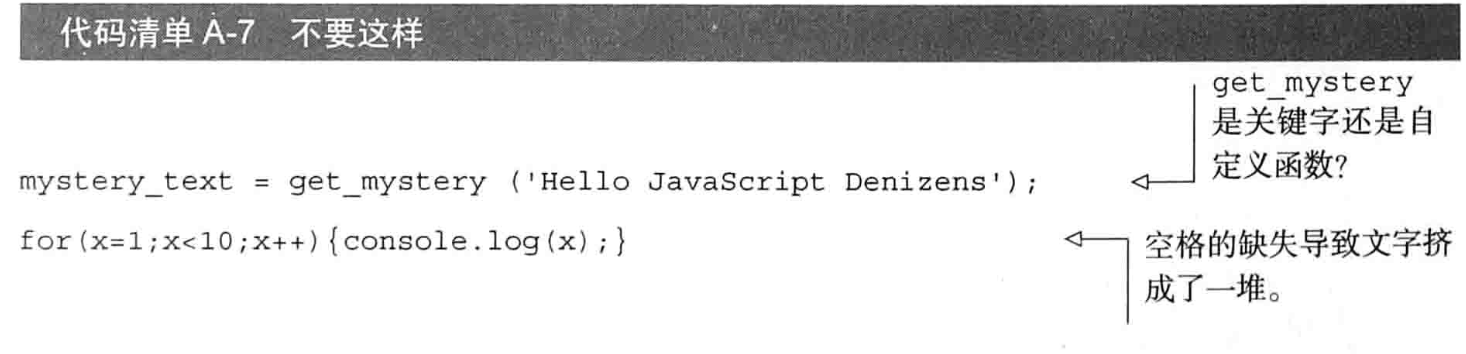 代码清单 A-7 不要这样
get_mystery
是关键字还是自
定义函数?
mystery_text = get_mystery ('Hello JavaScript Denizens');
for(x=1;x<10;x++){console.log(x);}
空格的缺失导致文字挤
成了一堆。